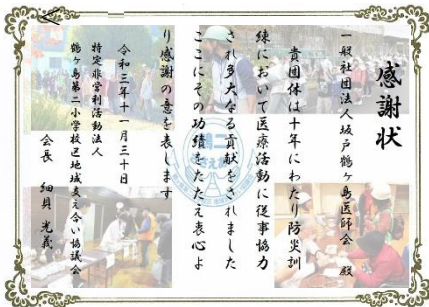 感謝状
一般社団法人坂戸鶴ヶ島医師会 殿
貴団体は十年にわたり防災訓
練において医療活動に従事協力
され多大なる貢献をされました
ここにその功績をたたえ衷心よ
り感謝の意を表します
令和三年十一月三十日
特定非営利活動法人
鶴ヶ島第二小学校区地域支え合い協議会
会長 細貝 光義